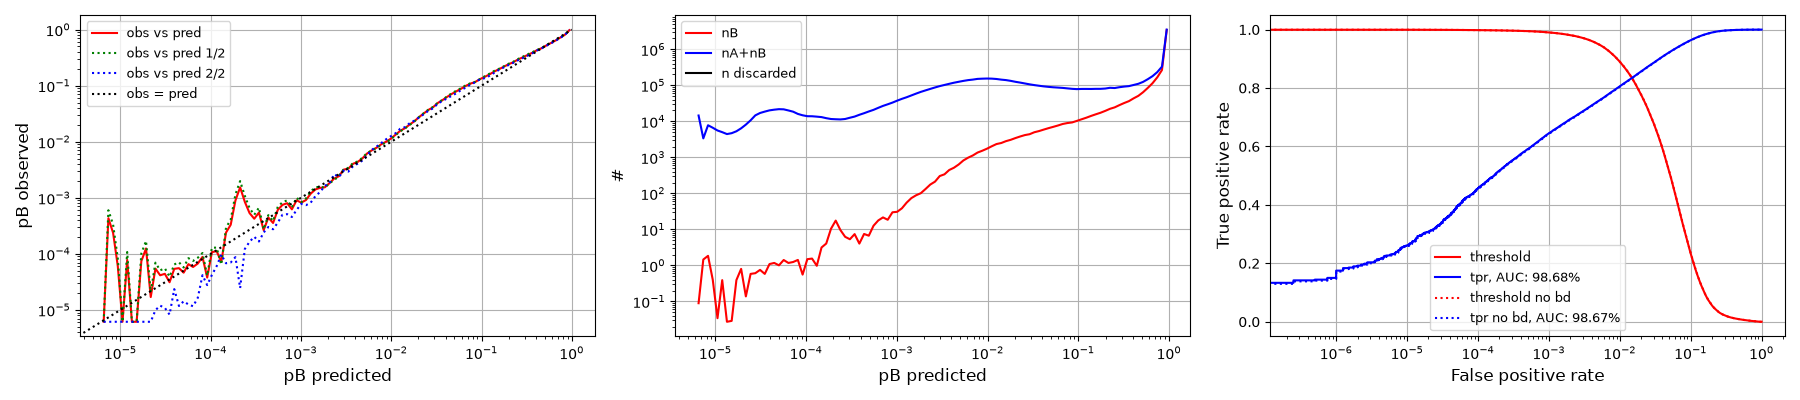 obs vs pred
obs vs pred 1/2
obs vs pred 2/2
obs = pred
10⁰
10⁻¹
10⁻²
10⁻³
10⁻⁴
10⁻⁵
pB observed
10⁻⁵ 10⁻⁴ 10⁻³ 10⁻² 10⁻¹ 10⁰
pB predicted
nB
nA+nB
n discarded
10⁶
10⁵
10⁴
10³
10²
10¹
10⁰
10⁻¹
#
10⁻⁵ 10⁻⁴ 10⁻³ 10⁻² 10⁻¹ 10⁰
pB predicted
1.0
0.8
0.6
0.4
0.2
0.0
True positive rate
threshold
tpr, AUC: 98.68%
threshold no bd
tpr no bd, AUC: 98.67%
10⁻⁶ 10⁻⁵ 10⁻⁴ 10⁻³ 10⁻² 10⁻¹ 10⁰
False positive rate